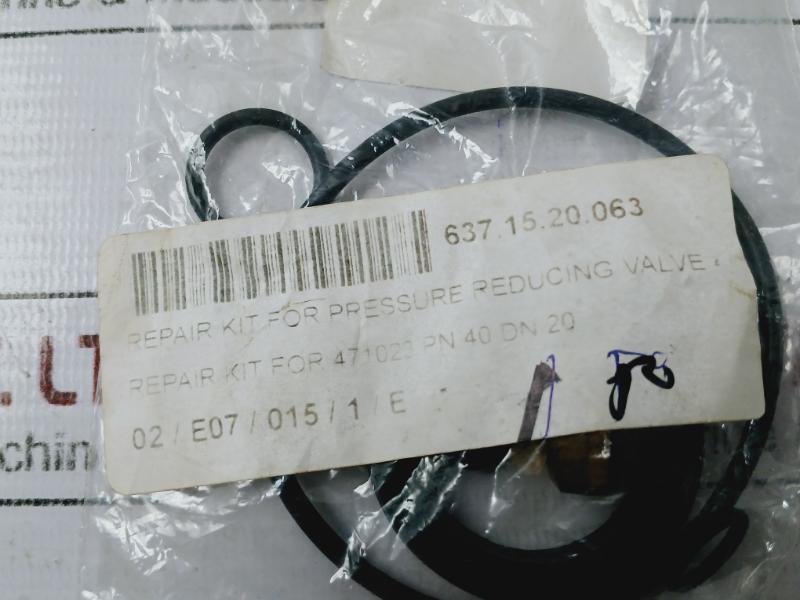 637.15.20.063
REPAIR KIT FOR PRESSURE REDUCING VALVE
REPAIR KIT FOR 471023 PN 40 DN 20
02 / E07 / 015 / 1 / E